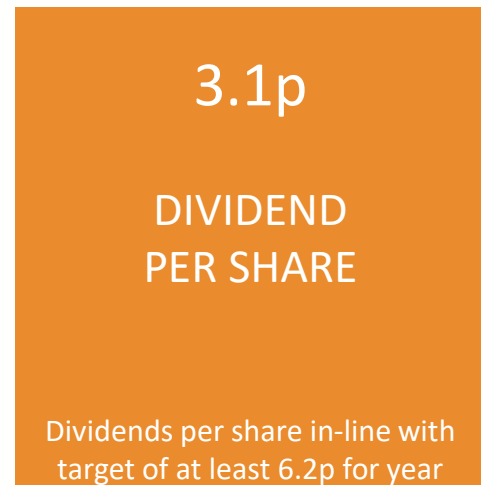 3.1p
DIVIDEND
PER SHARE
Dividends per share in-line with
target of at least 6.2p for year